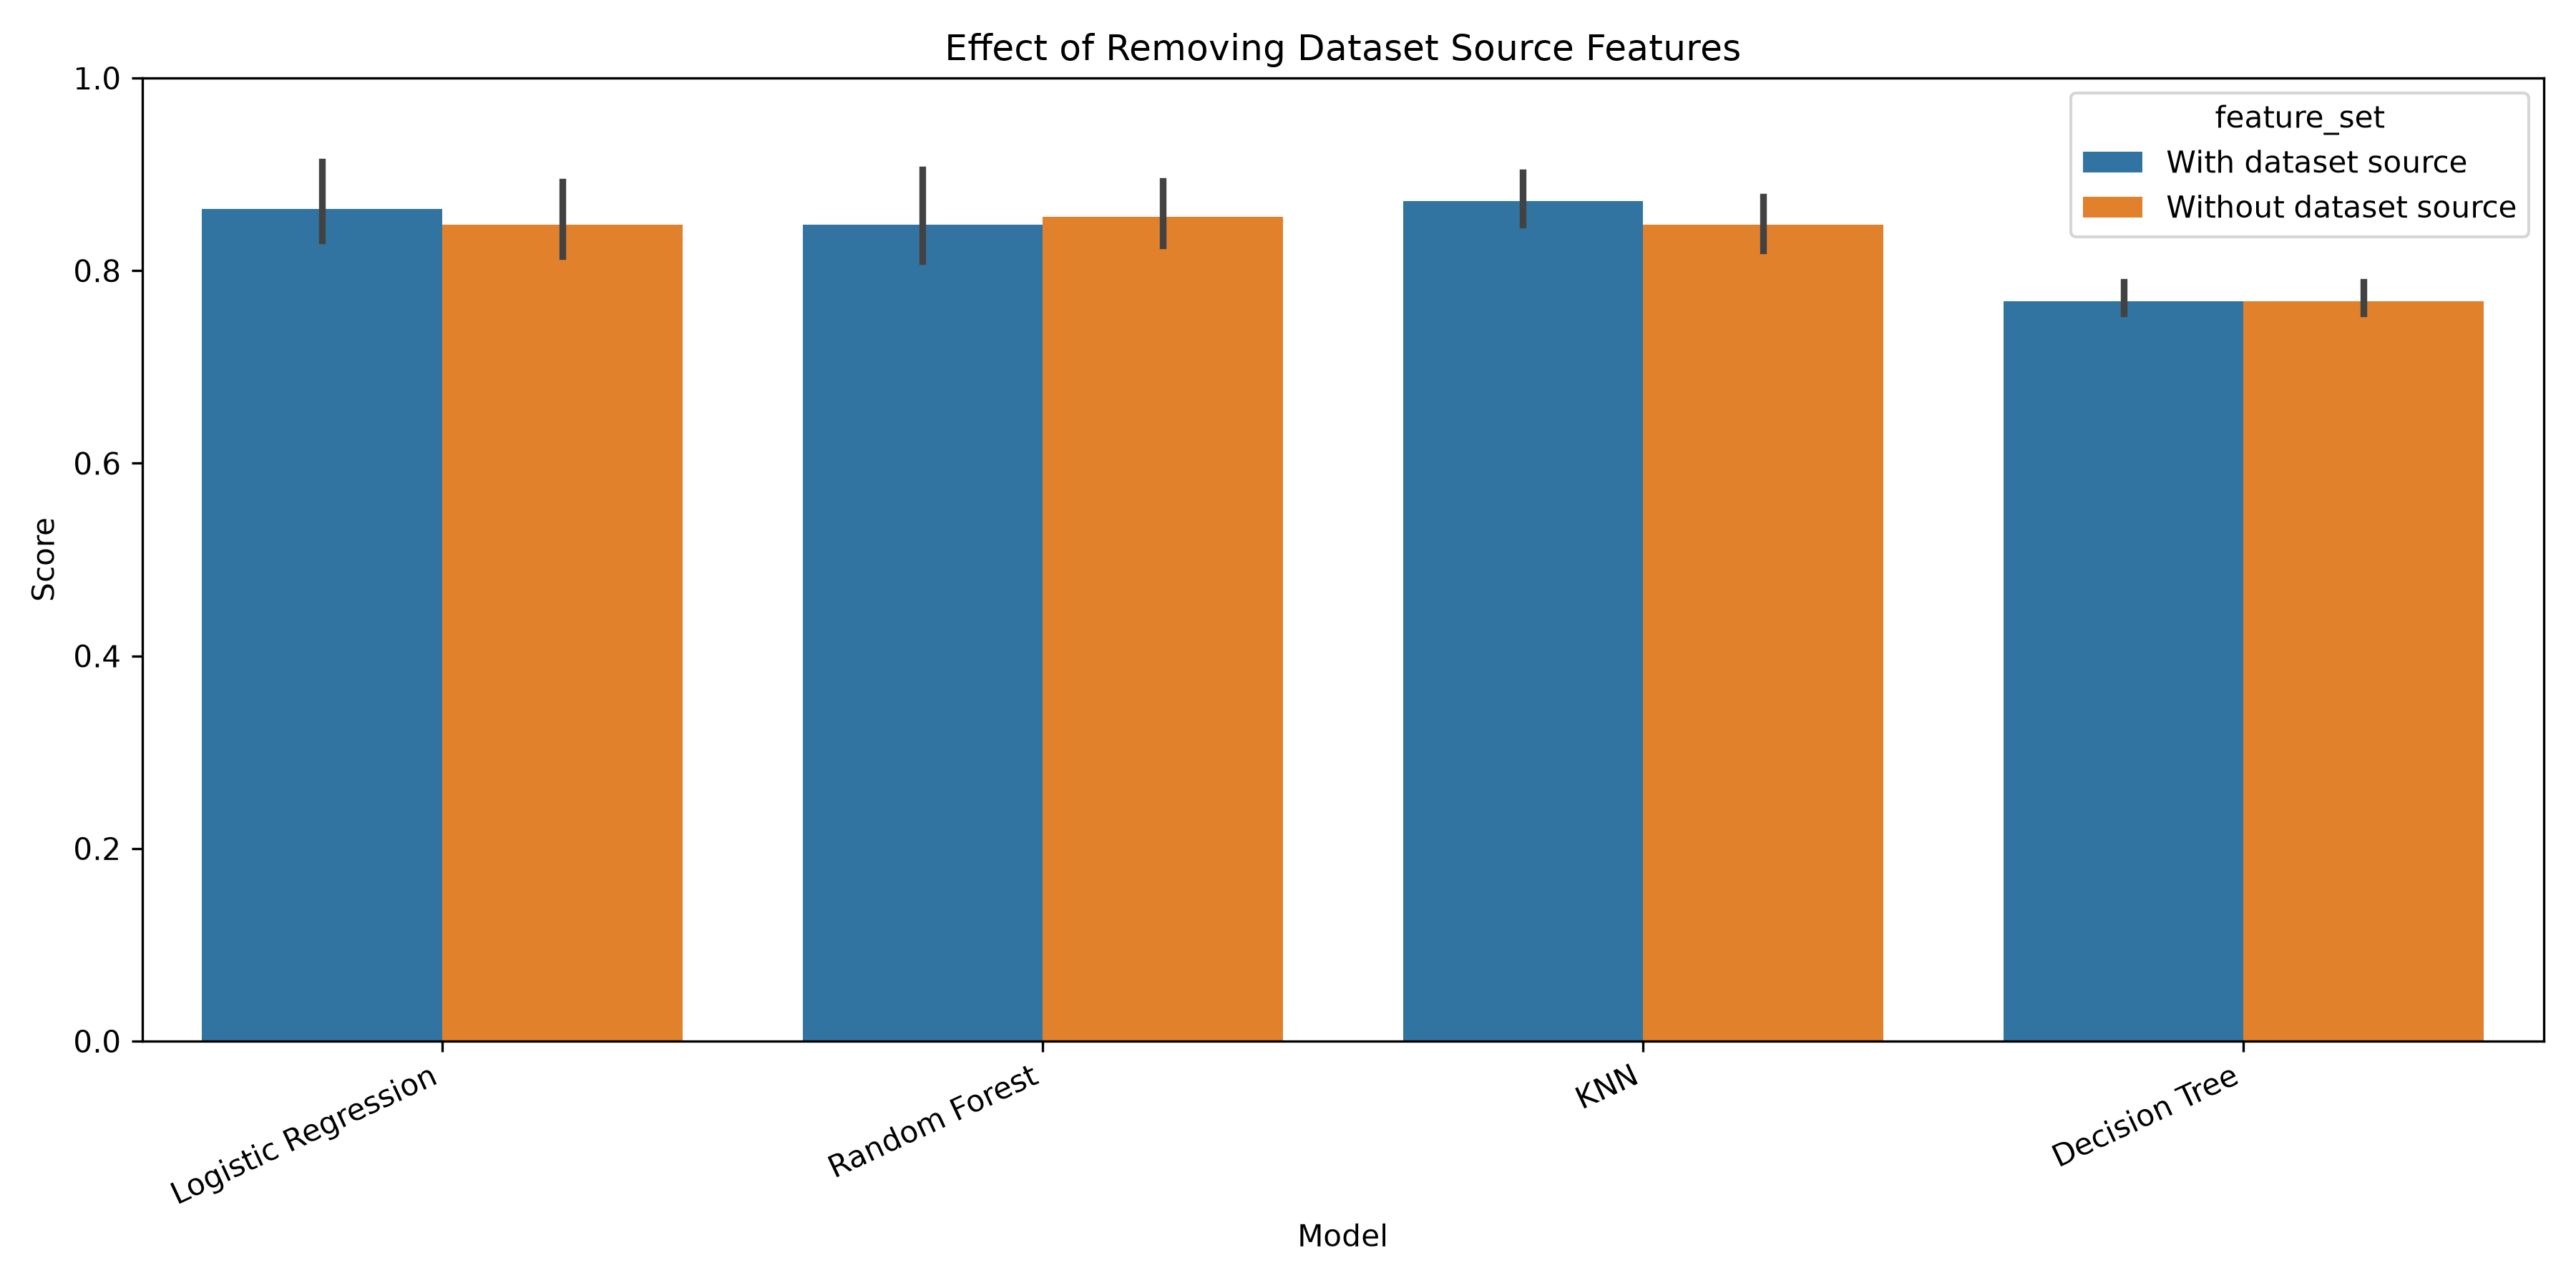 Effect of Removing Dataset Source Features
1.0
0.8
0.6
0.4
0.2
0.0
Score
feature_set
With dataset source
Without dataset source
Logistic Regression
Random Forest
KNN
Decision Tree
Model